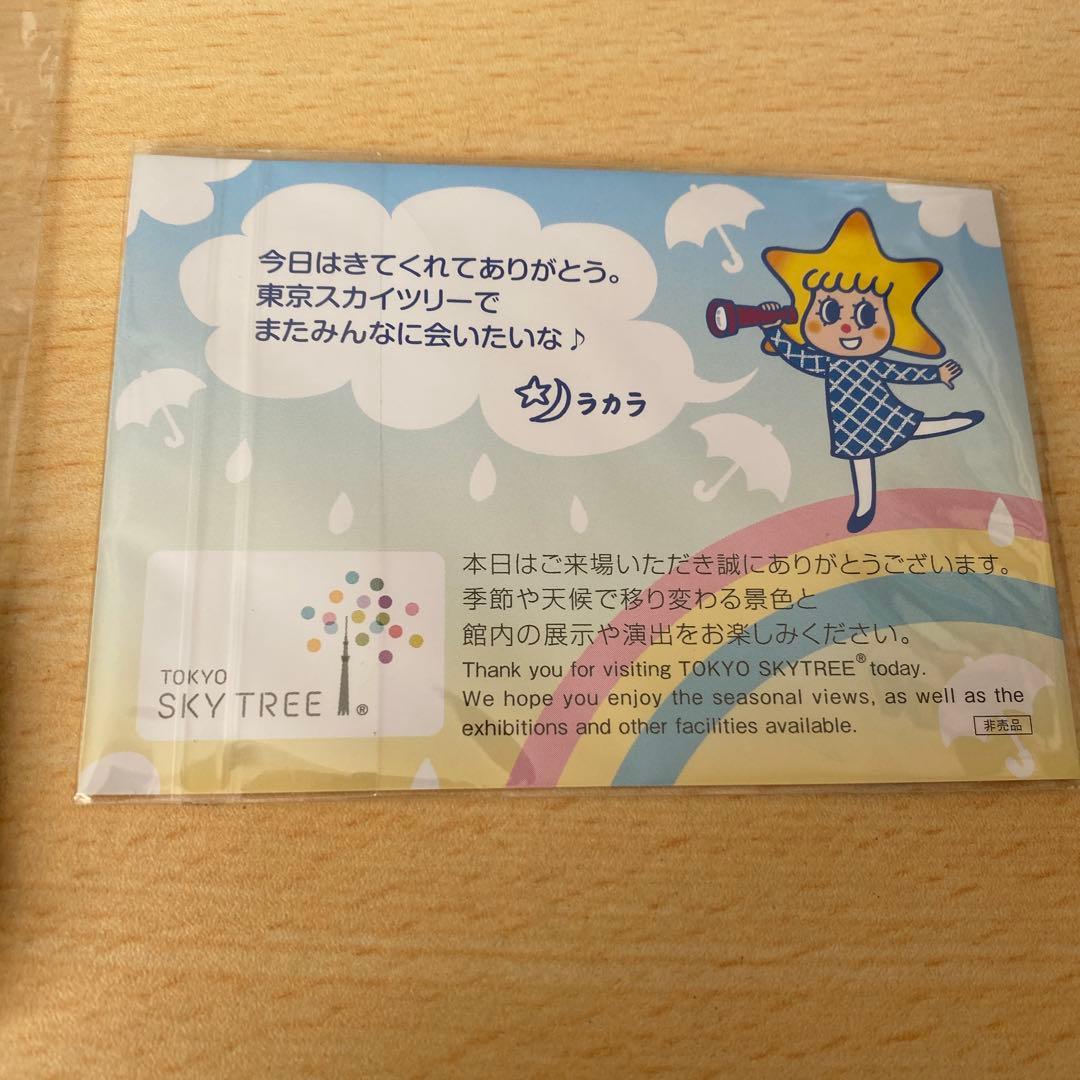 今日はきてくれてありがとう。
東京スカイツリーで
またみんなに会いたいな♪
ラカラ
本日はご来場いただき誠にありがとうございます。
季節や天候で移り変わる景色と
館内の展示や演出をお楽しみください。
Thank you for visiting TOKYO SKYTREE® today.
We hope you enjoy the seasonal views, as well as the
exhibitions and other facilities available.
非売品
TOKYO
SKYTREE®